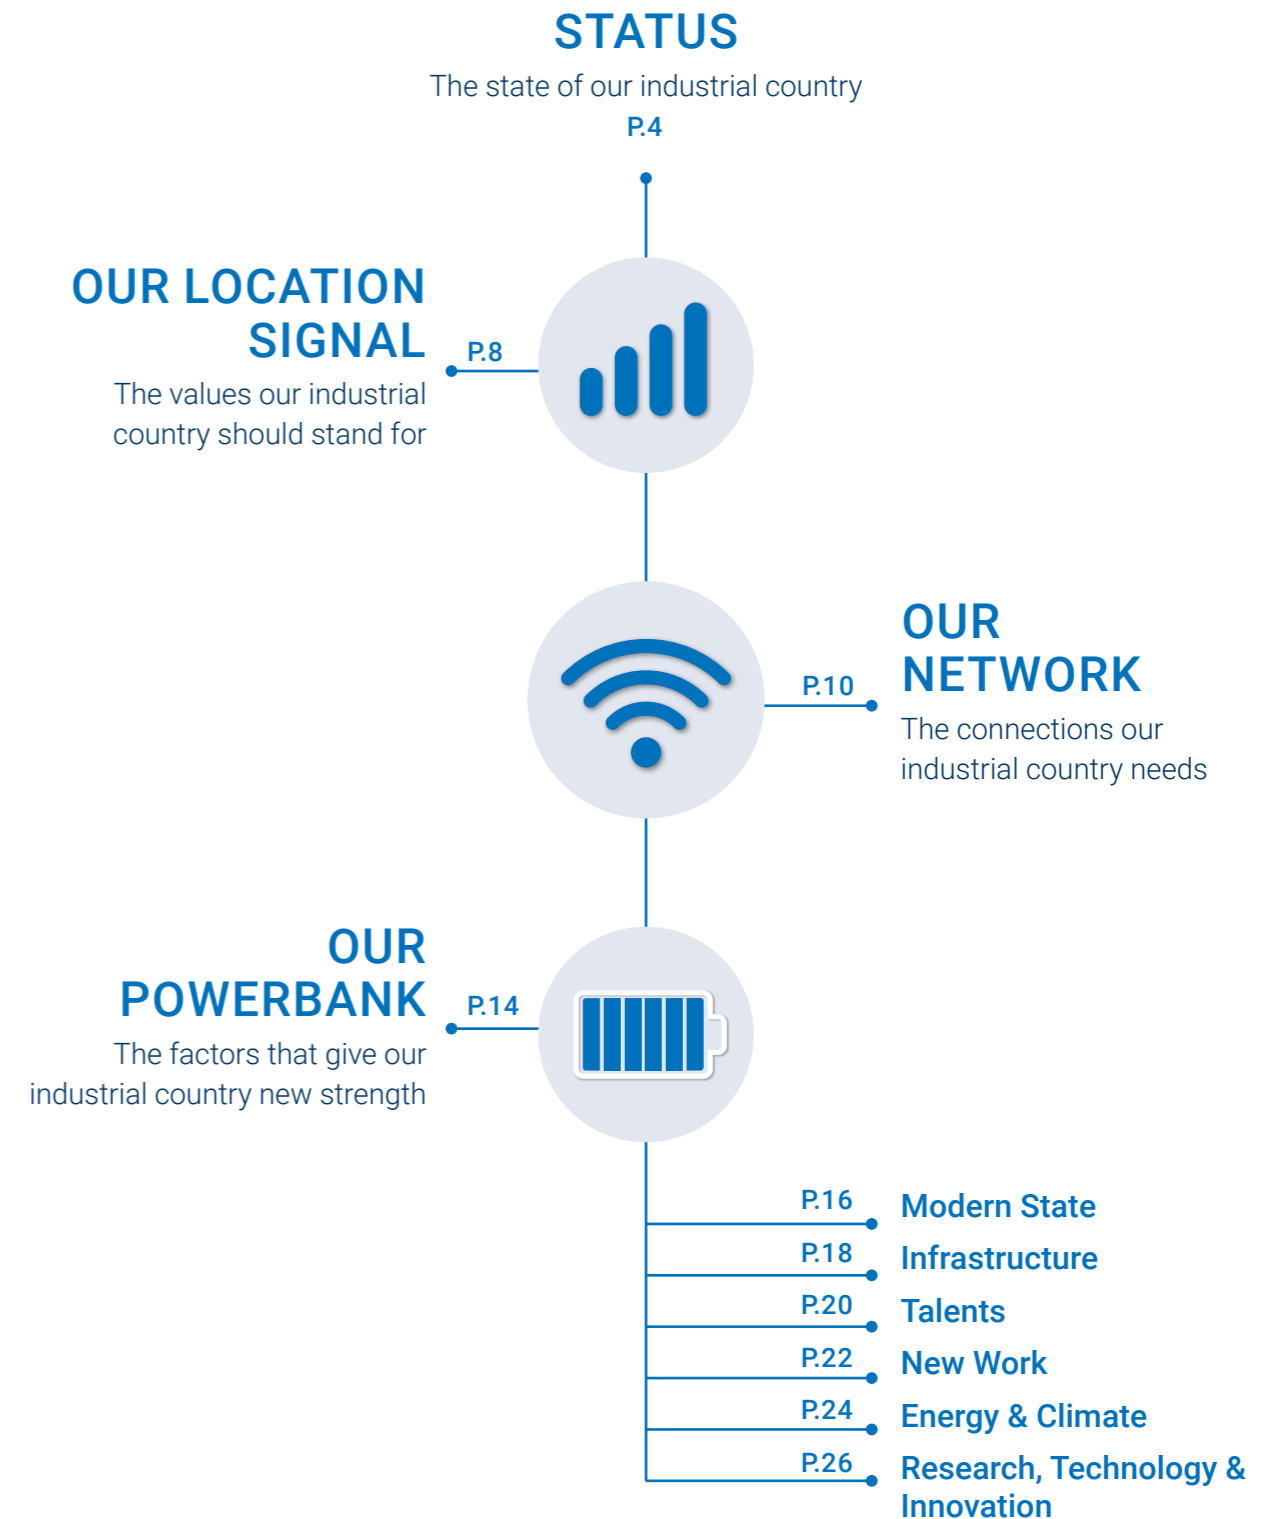 STATUS
The state of our industrial country
P.4
OUR LOCATION
SIGNAL
P.8
The values our industrial
country should stand for
OUR
NETWORK
P.10
The connections our
industrial country needs
OUR
POWERBANK
P.14
The factors that give our
industrial country new strength
P.16 Modern State
P.18 Infrastructure
P.20 Talents
P.22 New Work
P.24 Energy & Climate
P.26 Research, Technology &
Innovation